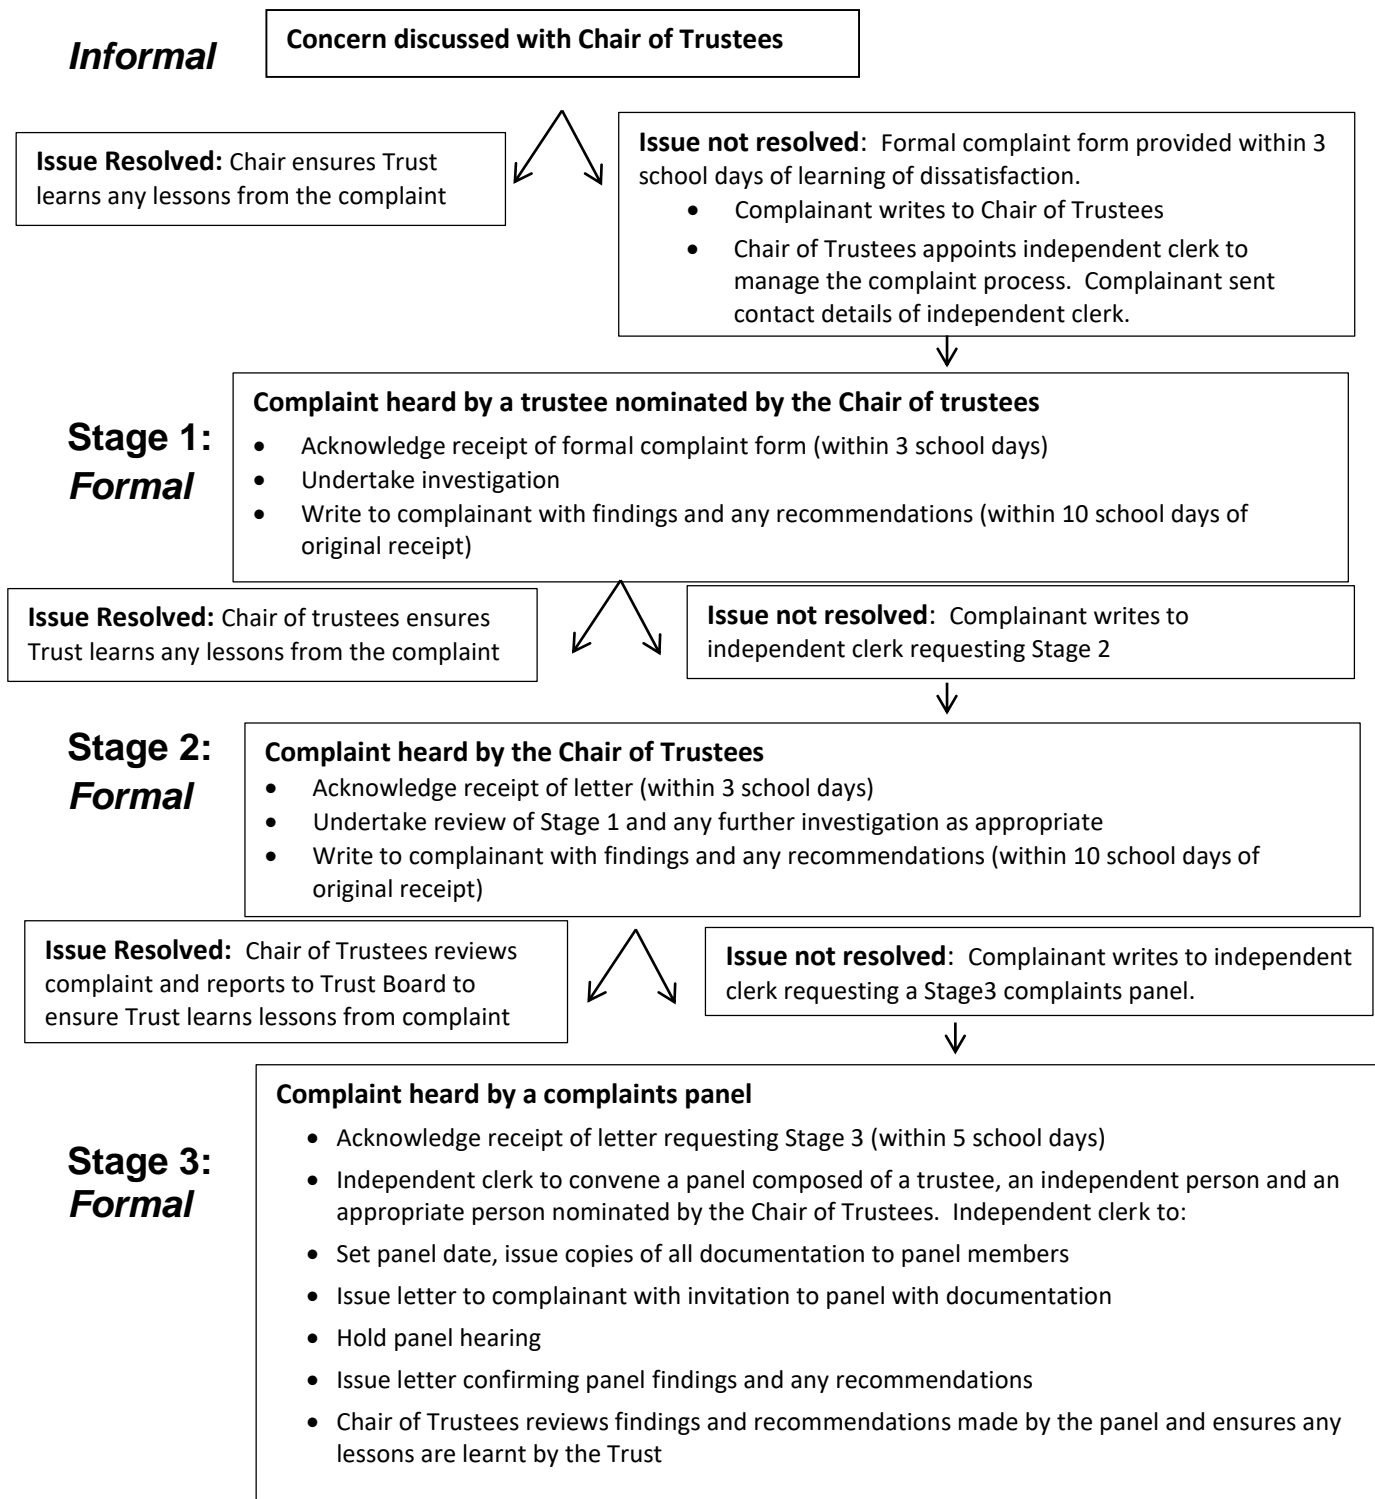 Informal
Concern discussed with Chair of Trustees
Issue Resolved: Chair ensures Trust
learns any lessons from the complaint
Issue not resolved:  Formal complaint form provided within 3
school days of learning of dissatisfaction.
• Complainant writes to Chair of Trustees
• Chair of Trustees appoints independent clerk to
manage the complaint process.  Complainant sent
contact details of independent clerk.
Stage 1:
Formal
Complaint heard by a trustee nominated by the Chair of trustees
• Acknowledge receipt of formal complaint form (within 3 school days)
• Undertake investigation
• Write to complainant with findings and any recommendations (within 10 school days of
original receipt)
Issue Resolved: Chair of trustees ensures
Trust learns any lessons from the complaint
Issue not resolved:  Complainant writes to
independent clerk requesting Stage 2
Stage 2:
Formal
Complaint heard by the Chair of Trustees
• Acknowledge receipt of letter (within 3 school days)
• Undertake review of Stage 1 and any further investigation as appropriate
• Write to complainant with findings and any recommendations (within 10 school days of
original receipt)
Issue Resolved:  Chair of Trustees reviews
complaint and reports to Trust Board to
ensure Trust learns lessons from complaint
Issue not resolved:  Complainant writes to independent
clerk requesting a Stage3 complaints panel.
Stage 3:
Formal
Complaint heard by a complaints panel
• Acknowledge receipt of letter requesting Stage 3 (within 5 school days)
• Independent clerk to convene a panel composed of a trustee, an independent person and an
appropriate person nominated by the Chair of Trustees.  Independent clerk to:
• Set panel date, issue copies of all documentation to panel members
• Issue letter to complainant with invitation to panel with documentation
• Hold panel hearing
• Issue letter confirming panel findings and any recommendations
• Chair of Trustees reviews findings and recommendations made by the panel and ensures any
lessons are learnt by the Trust